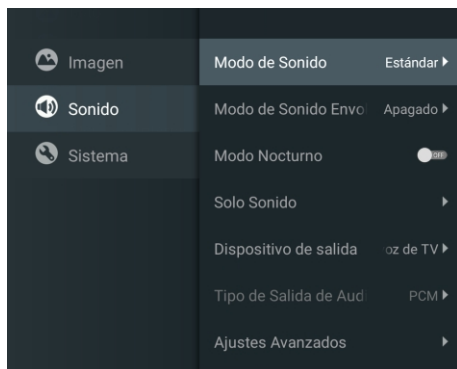 Imagen
Sonido
Sistema
Modo de Sonido Estándar
Modo de Sonido Envo Apagado
Modo Nocturno OFF
Solo Sonido
Dispositivo de salida oz de TV
Tipo de Salida de Aud PCM
Ajustes Avanzados